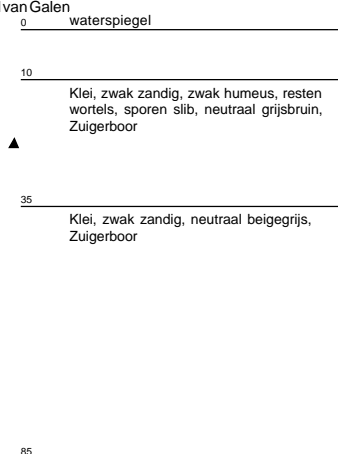 van Galen
0 waterspiegel
10
Klei, zwak zandig, zwak humeus, resten
wortels, sporen slib, neutraal grijsbruin,
Zuigerboor
35
Klei, zwak zandig, neutraal beigegrijs,
Zuigerboor
85